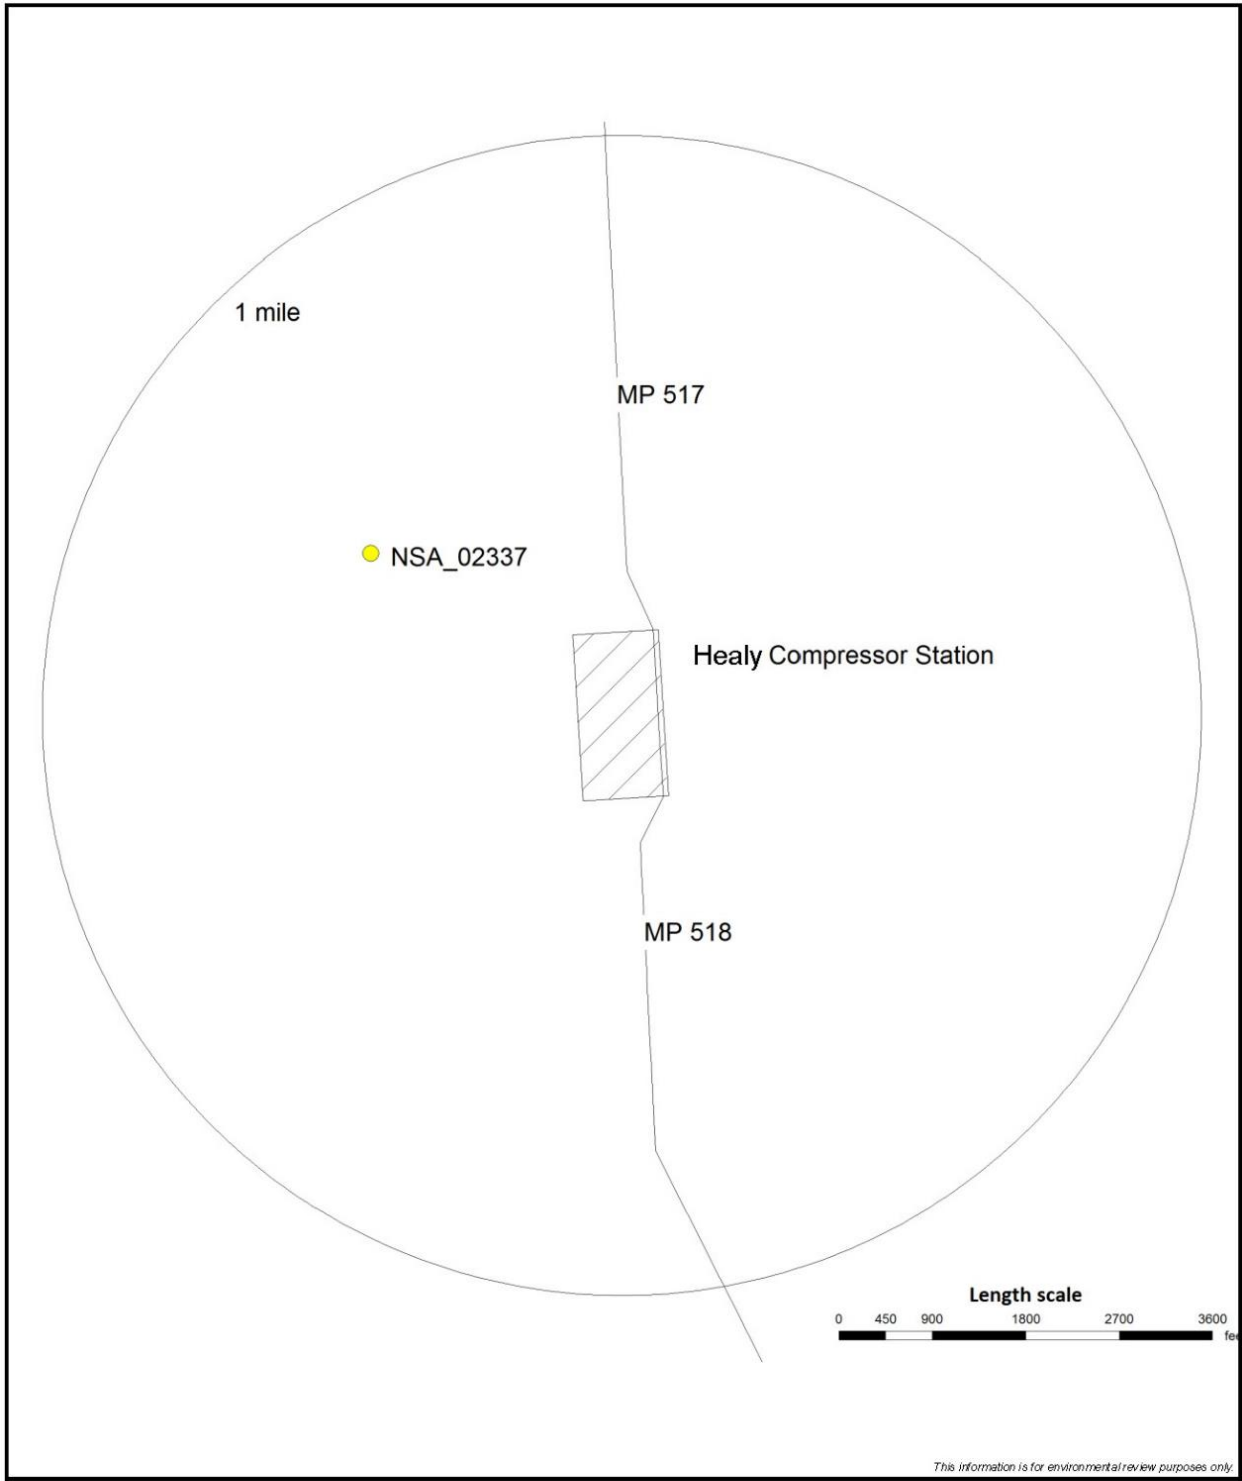 1 mile
MP 517
NSA_02337
Healy Compressor Station
MP 518
Length scale
0 450 900 1800 2700 3600
fee
This information is for environmental review purposes only.